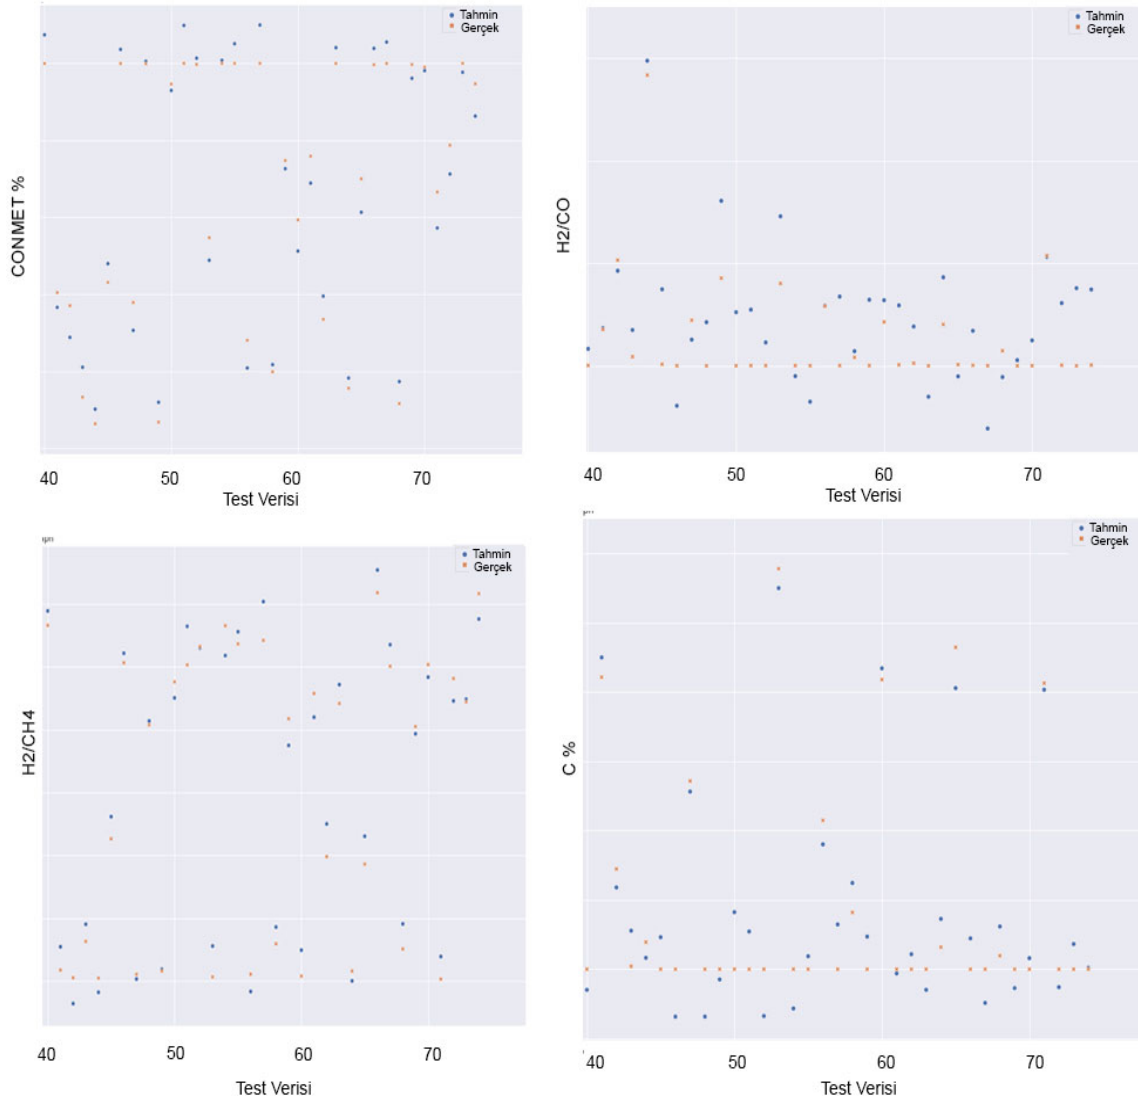 Tahmin
Gerçek
CONMET %
40 50 60 70
Test Verisi
Tahmin
Gerçek
H2/CO
40 50 60 70
Test Verisi
Tahmin
Gerçek
H2/CH4
40 50 60 70
Test Verisi
Tahmin
Gerçek
C %
40 50 60 70
Test Verisi